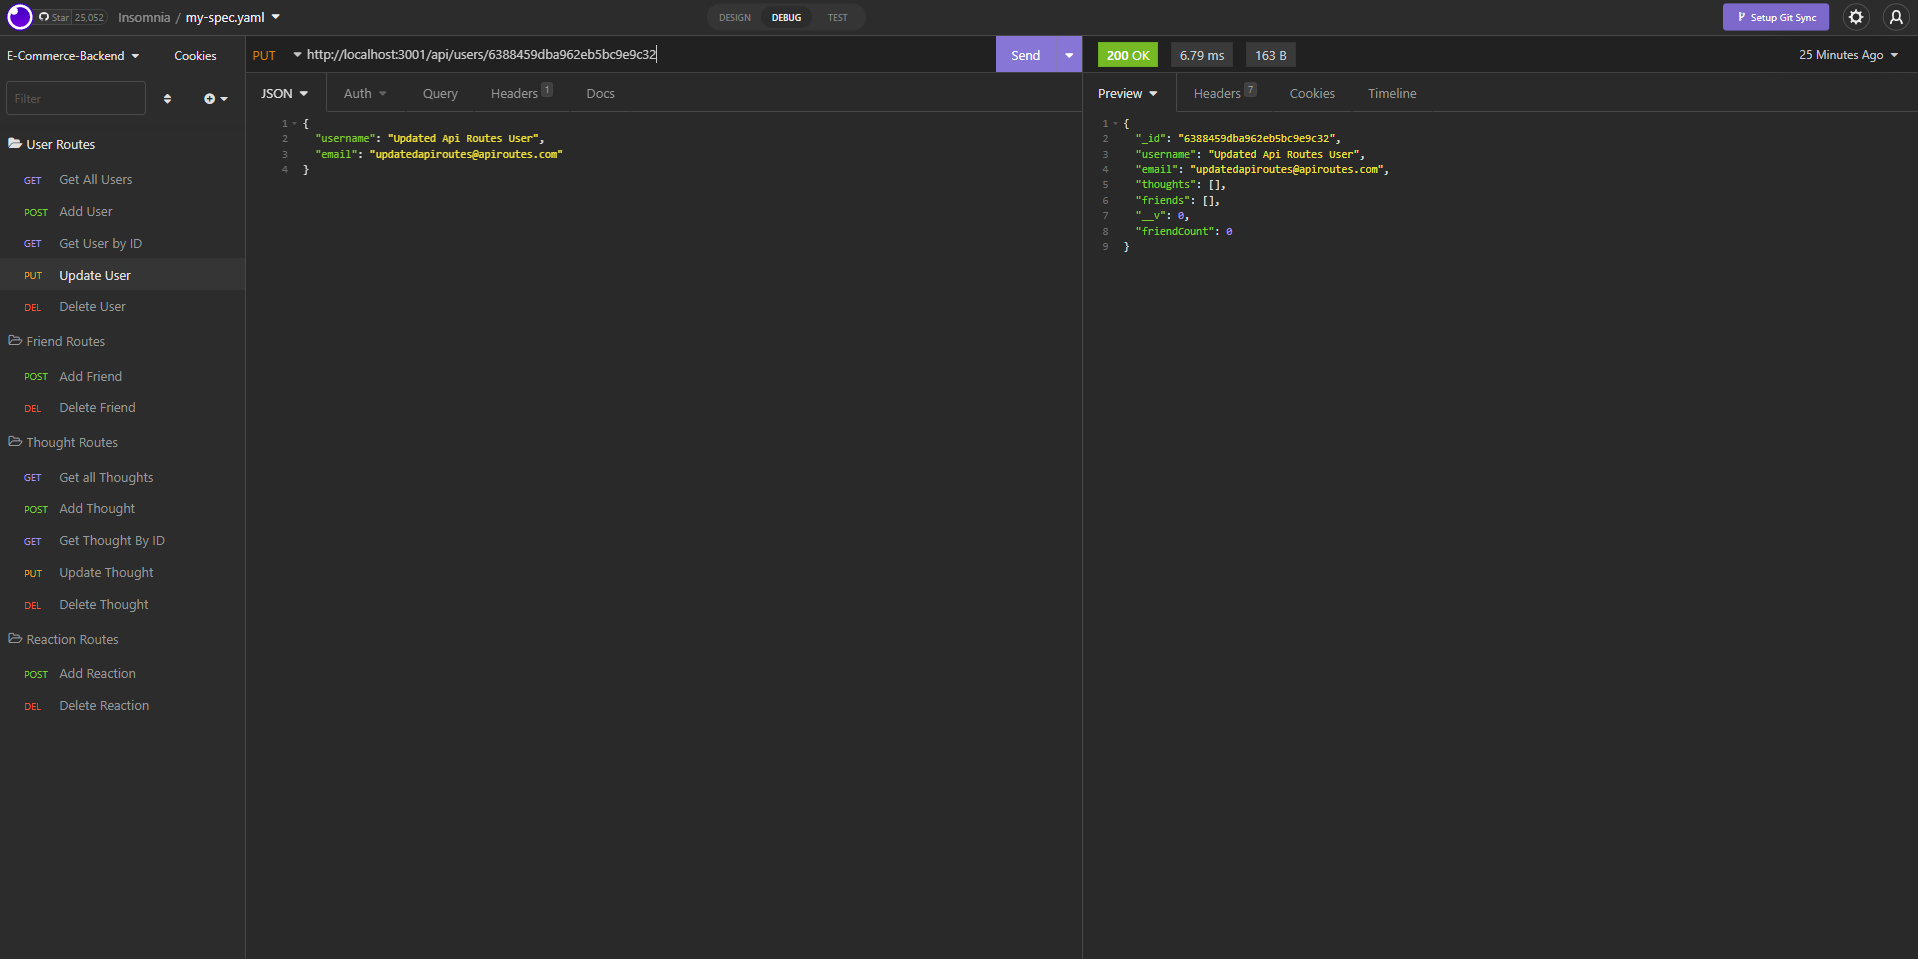 Star 25,052 Insomnia / my-spec.yaml DESIGN DEBUG TEST Setup Git Sync
E-Commerce-Backend Cookies
Filter
User Routes
GET Get All Users
POST Add User
GET Get User by ID
PUT Update User
DEL Delete User
Friend Routes
POST Add Friend
DEL Delete Friend
Thought Routes
GET Get all Thoughts
POST Add Thought
GET Get Thought By ID
PUT Update Thought
DEL Delete Thought
Reaction Routes
POST Add Reaction
DEL Delete Reaction
PUT http://localhost:3001/api/users/6388459dba962eb5bc9e9c32 Send
JSON Auth Query Headers 1 Docs
1 {
2 "username": "Updated Api Routes User",
3 "email": "updatedapiroutes@apiroutes.com"
4 }
200 OK 6.79 ms 163 B 25 Minutes Ago
Preview Headers 7 Cookies Timeline
1 {
2 "_id": "6388459dba962eb5bc9e9c32",
3 "username": "Updated Api Routes User",
4 "email": "updatedapiroutes@apiroutes.com",
5 "thoughts": [],
6 "friends": [],
7 "__v": 0,
8 "friendCount": 0
9 }